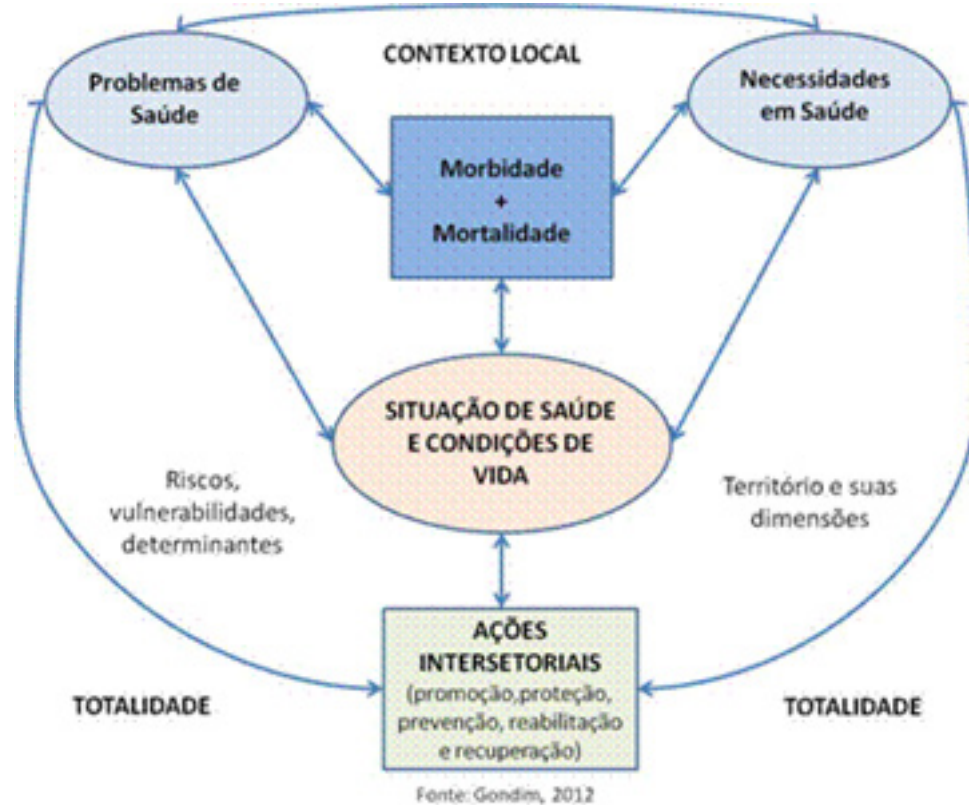 CONTEXTO LOCAL
Problemas de
Saúde
Necessidades
em Saúde
Morbidade
+
Mortalidade
SITUAÇÃO DE SAÚDE
E CONDIÇÕES DE
VIDA
Riscos,
vulnerabilidades,
determinantes
Território e suas
dimensões
AÇÕES
INTERSETORIAIS
(promoção,proteção,
prevenção, reabilitação
e recuperação)
TOTALIDADE
TOTALIDADE
Fonte: Gondim, 2012